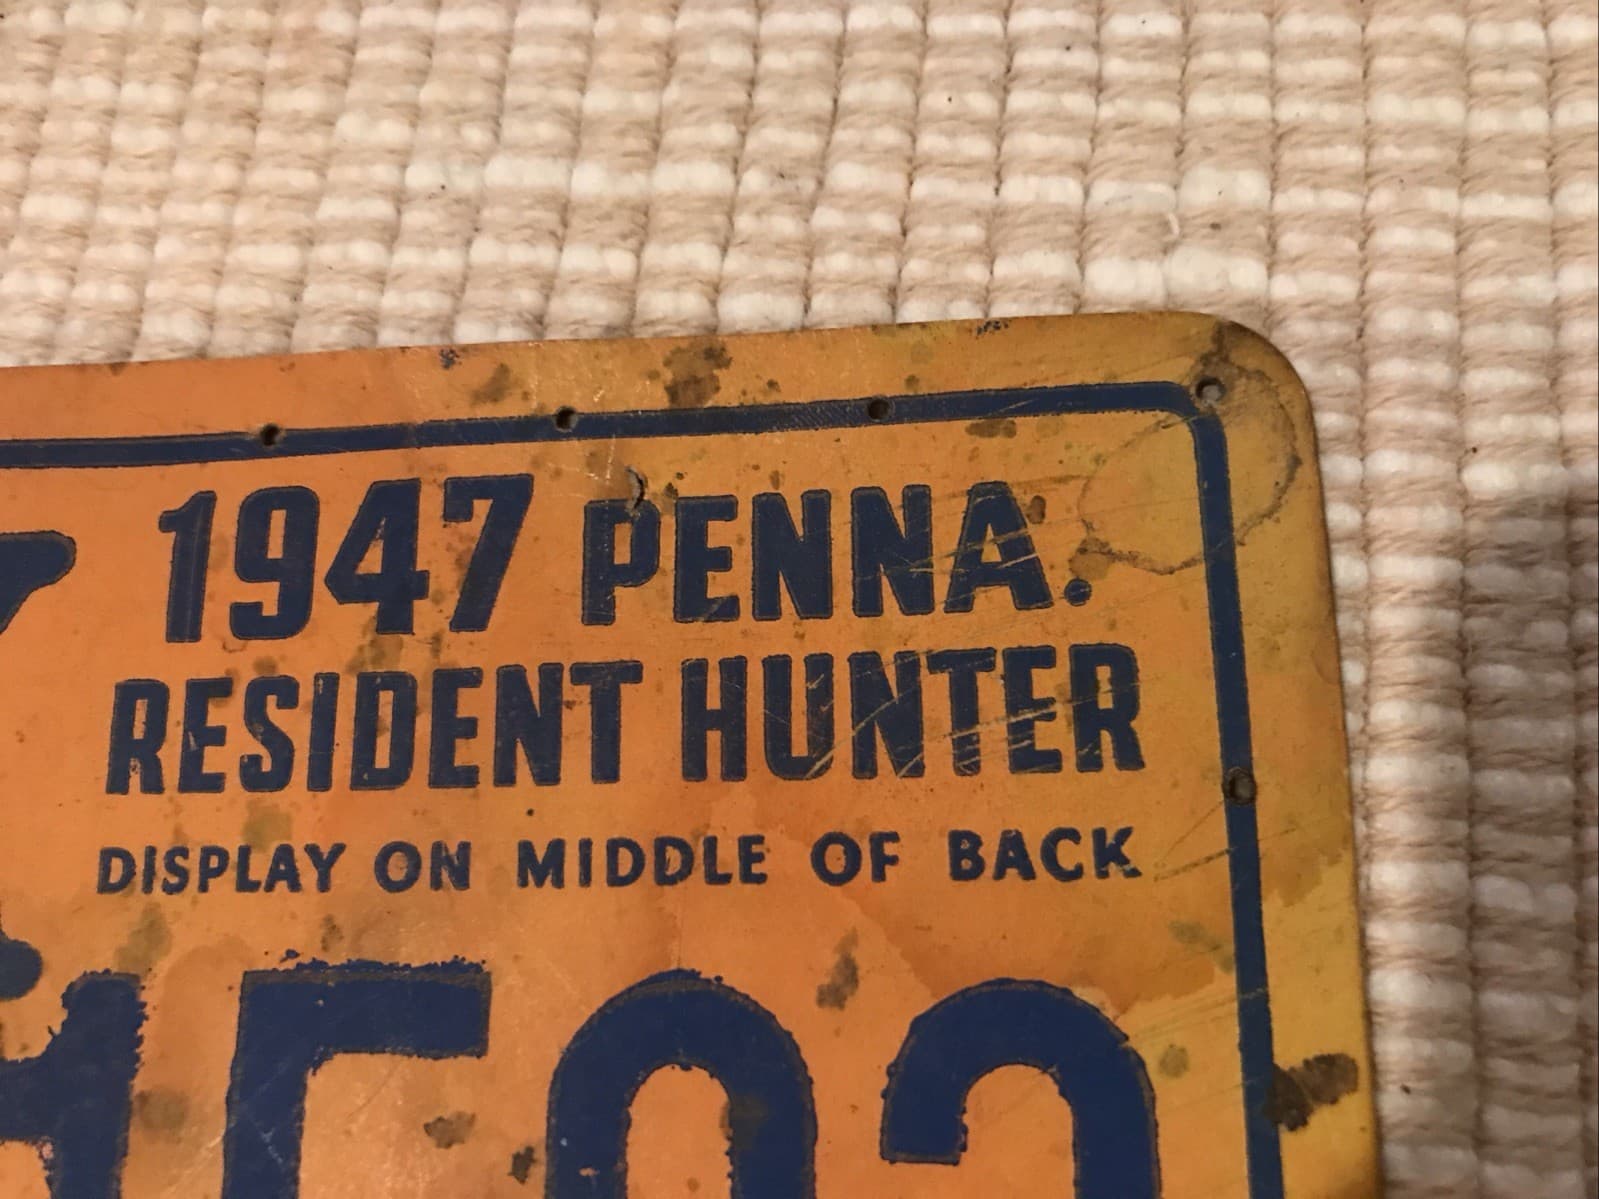 1947 PENNA.
RESIDENT HUNTER
DISPLAY ON MIDDLE OF BACK